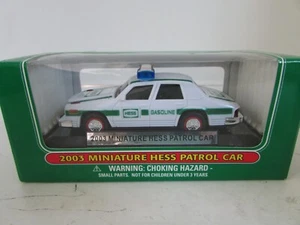 HESS
GASOLINE
2003 MINIATURE HESS PATROL CAR
2003 MINIATURE HESS PATROL CAR
WARNING: CHOKING HAZARD -
SMALL PARTS. NOT FOR CHILDREN UNDER 3 YEARS